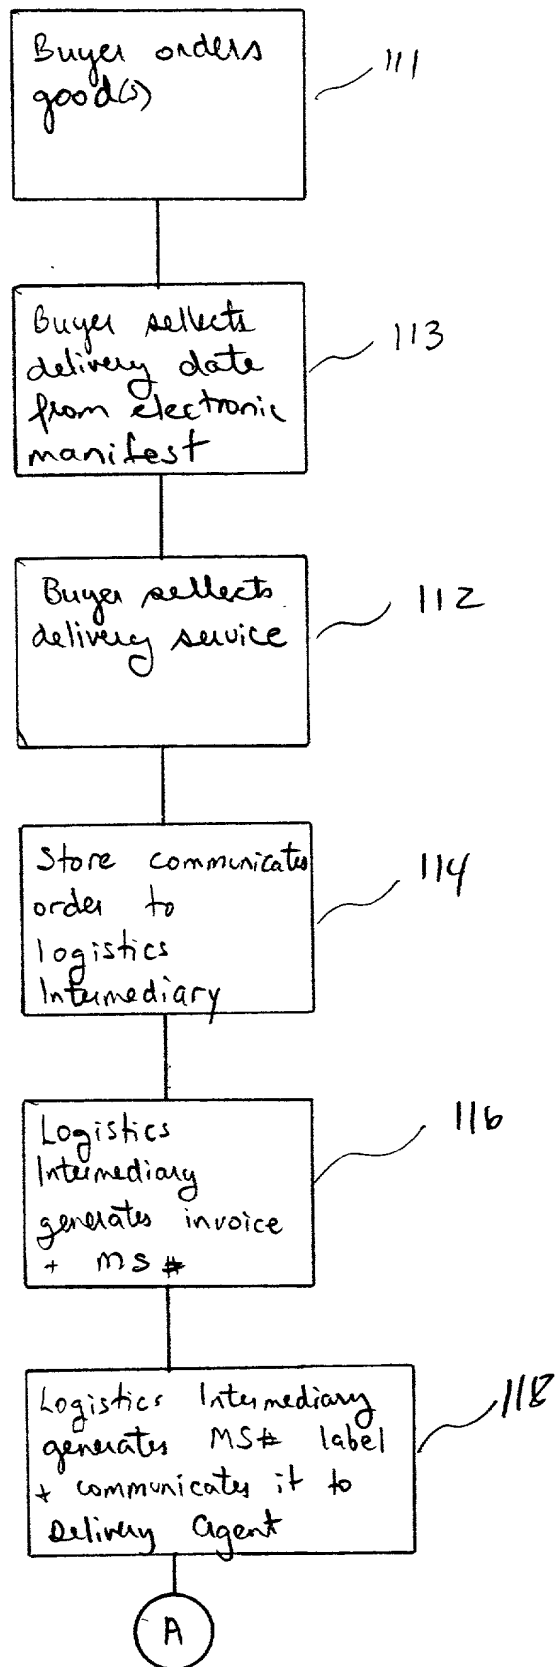 Buyer orders
good(s)
111
Buyer sellects
delivery date
from electronic
manifest
113
Buyer sellects
delivery service
112
Store communicates
order to
logistics
Intermediary
114
Logistics
Intermediary
generates invoice
+ MS#
116
Logistics Intermediary
generates MS# label
+ communicates it to
Delivery Agent
118
A